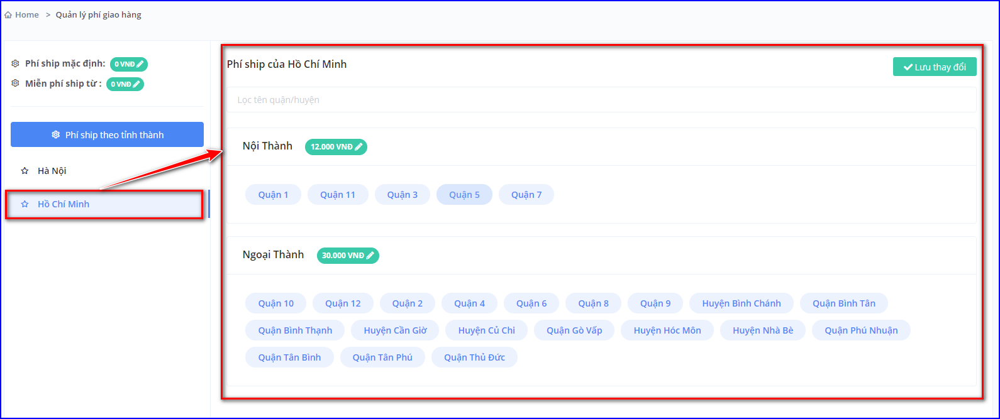 Home > Quản lý phí giao hàng
Phí ship mặc định: 0 VNĐ
Miễn phí ship từ : 0 VNĐ
Phí ship theo tỉnh thành
Hà Nội
Hồ Chí Minh
Phí ship của Hồ Chí Minh
Lưu thay đổi
Lọc tên quận/huyện
Nội Thành 12.000 VNĐ
Quận 1 Quận 11 Quận 3 Quận 5 Quận 7
Ngoại Thành 30.000 VNĐ
Quận 10 Quận 12 Quận 2 Quận 4 Quận 6 Quận 8 Quận 9 Huyện Bình Chánh Quận Bình Tân
Quận Bình Thạnh Huyện Cần Giờ Huyện Củ Chi Quận Gò Vấp Huyện Hóc Môn Huyện Nhà Bè Quận Phú Nhuận
Quận Tân Bình Quận Tân Phú Quận Thủ Đức